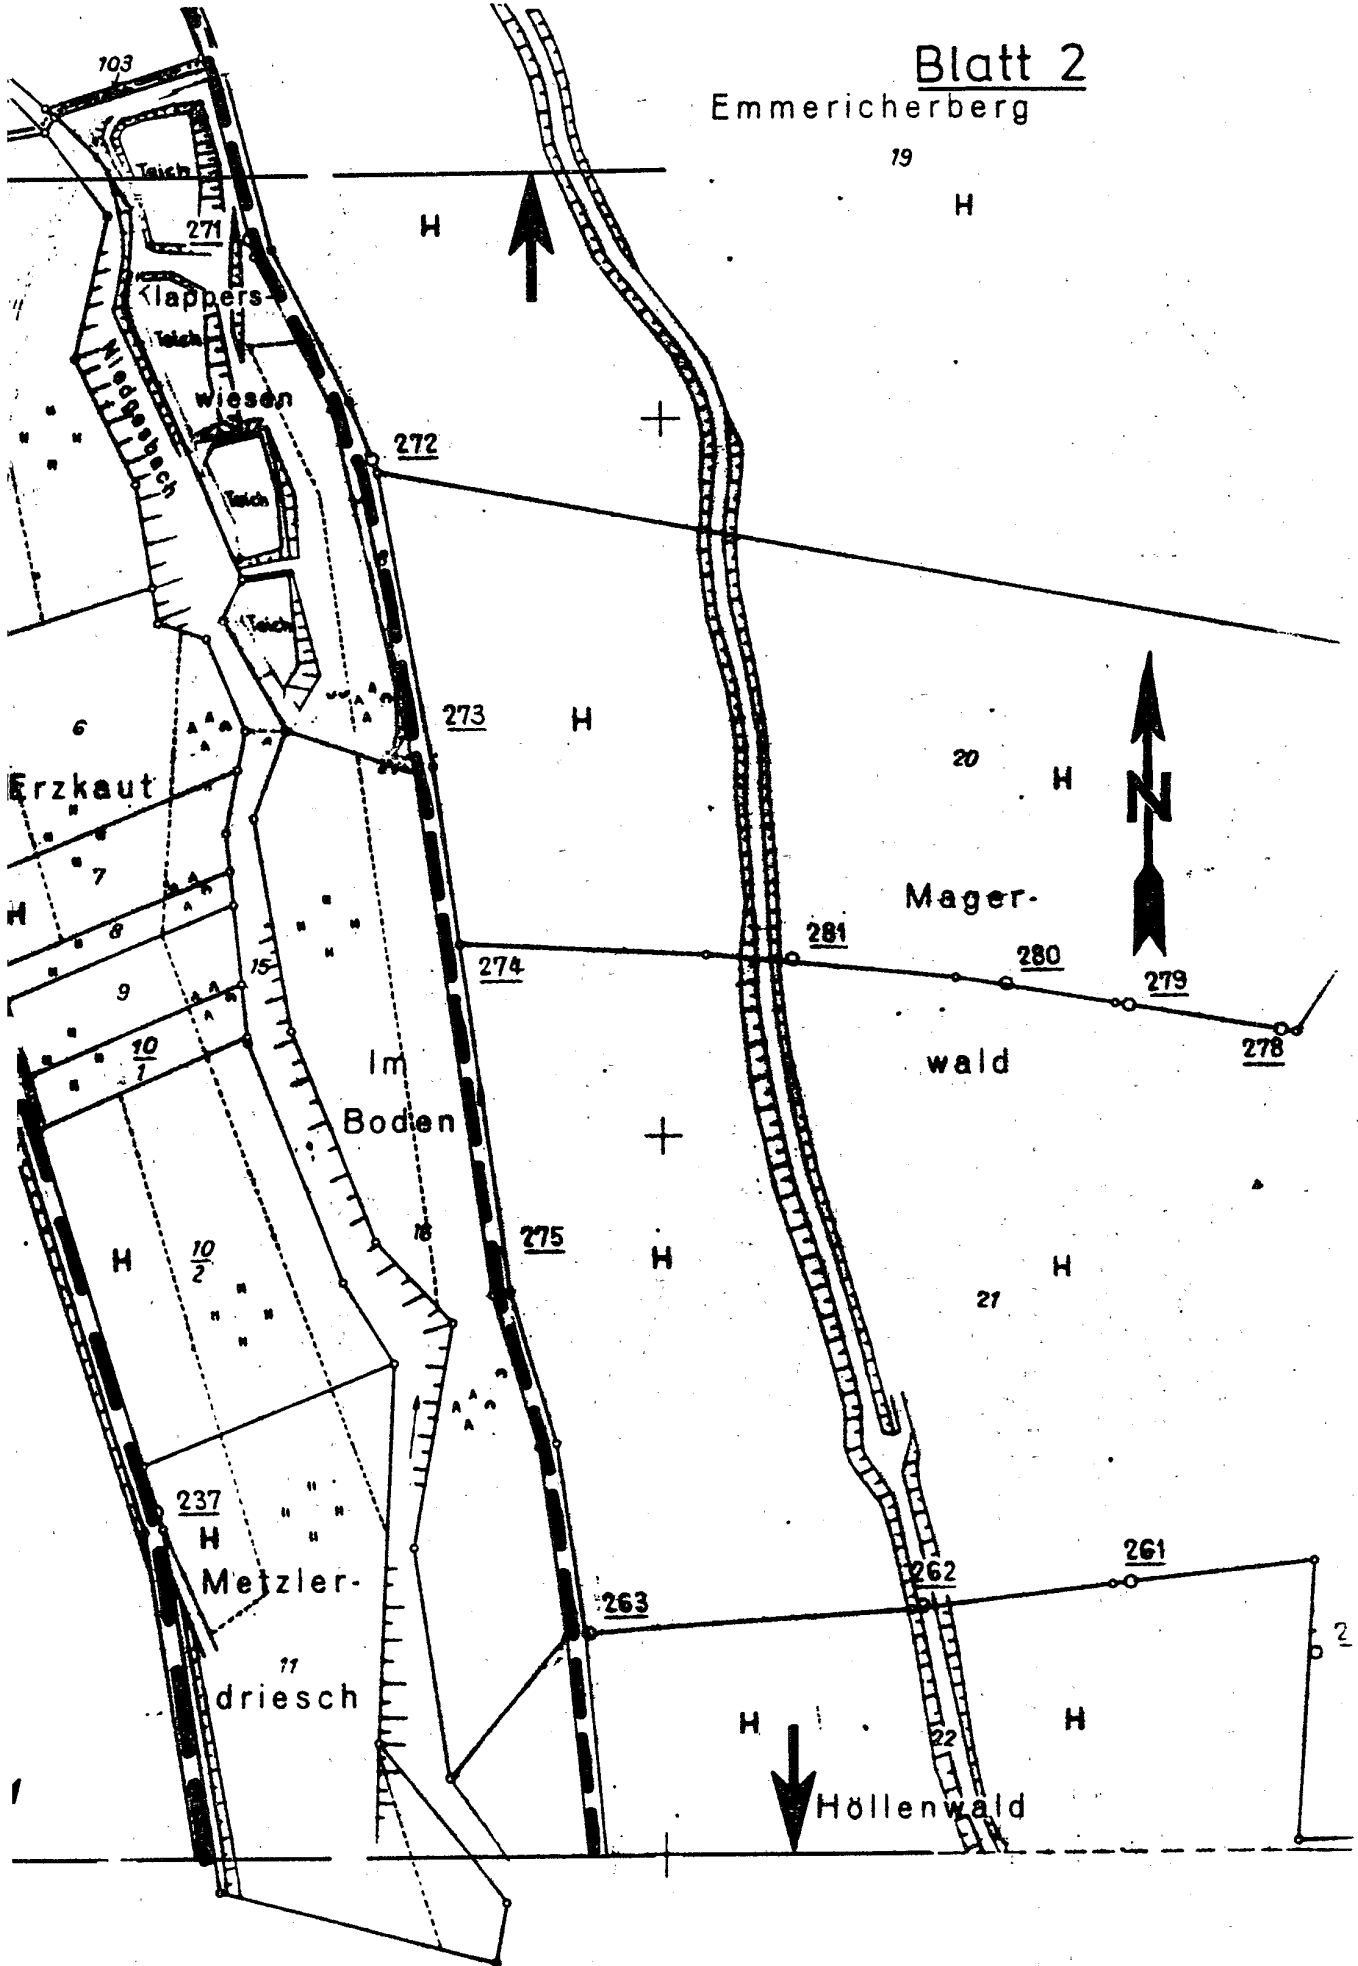 Blatt 2
Emmericherberg
103
19
Teich
H
H
271
Klappers-
Teich
Niedgesbach
wiesen
272
Teich
Teich
6
273
H
20
H
Erzkaut
N
7
H
Mager-
8
281
280
15
274
279
9
10
1
278
Im
wald
Boden
18
275
10
2
H
H
H
21
237
H
261
262
Metzler-
263
2
11
driesch
H
H
22
Höllenwald